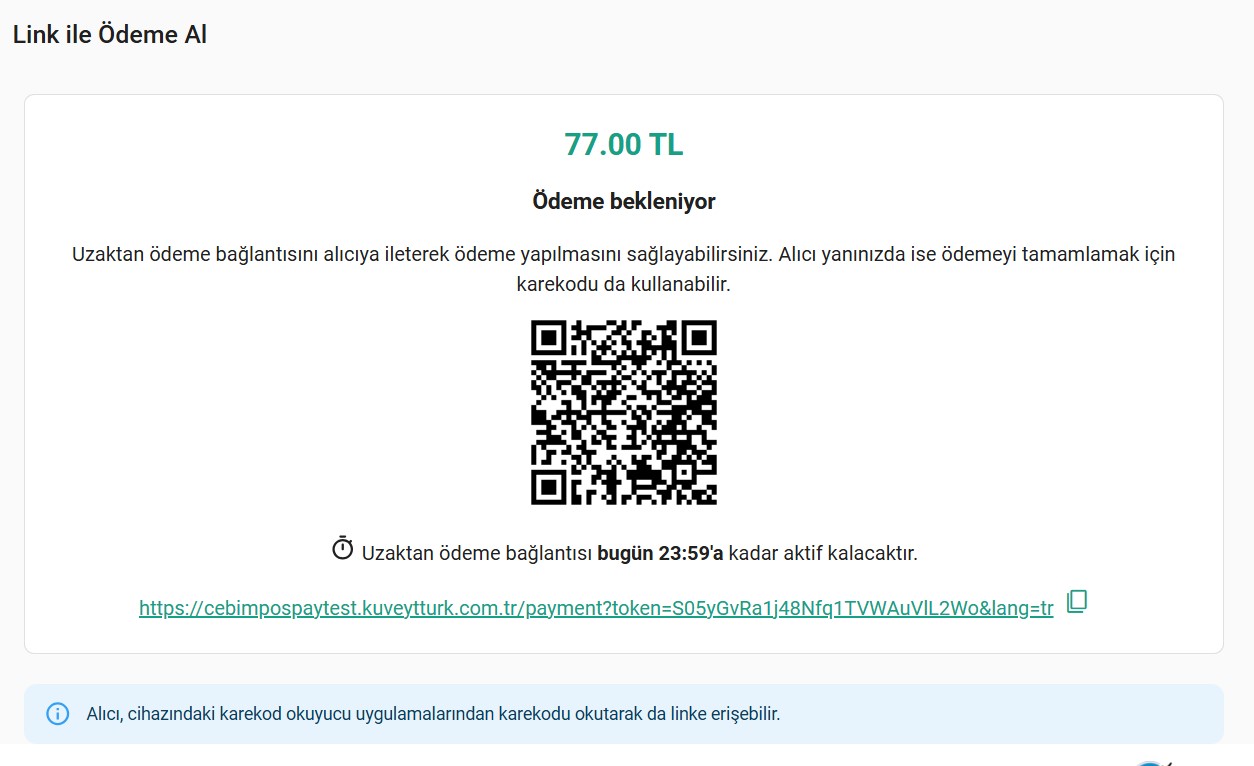 Link ile Ödeme Al
77.00 TL
Ödeme bekleniyor
Uzaktan ödeme bağlantısını alıcıya ileterek ödeme yapılmasını sağlayabilirsiniz. Alıcı yanınızda ise ödemeyi tamamlamak için
karekodu da kullanabilir.
Uzaktan ödeme bağlantısı bugün 23:59'a kadar aktif kalacaktır.
https://cebimpospaytest.kuveytturk.com.tr/payment?token=S05yGvRa1j48Nfq1TVWAuVlL2Wo&lang=tr
Alıcı, cihazındaki karekod okuyucu uygulamalarından karekodu okutarak da linke erişebilir.